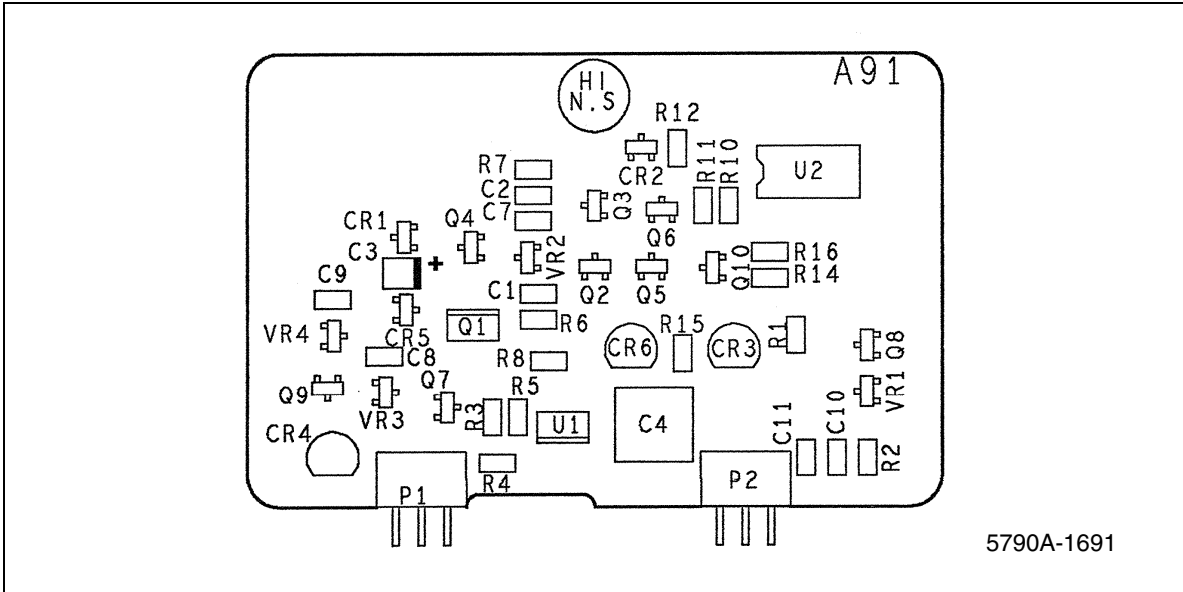 A91
HI
N.S
R12
R7
CR2
R11
R10
U2
C2
C7
Q3
CR1
Q4
Q6
C3
+
VR2
Q10
R16
R14
C9
C1
Q2
Q5
VR4
CR5
Q1
R6
R15
R1
C8
R8
CR6
CR3
Q8
Q9
VR3
Q7
R5
VR1
R3
U1
C4
C11
C10
CR4
R2
P1
R4
P2
5790A-1691